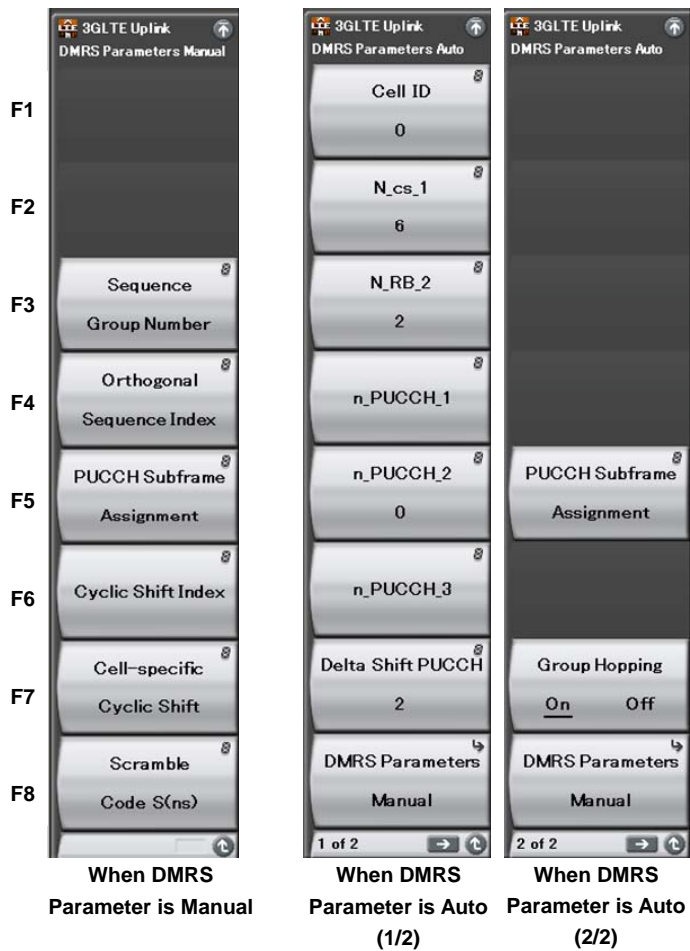 3GLTE Uplink
DMRS Parameters Manual
Sequence
Group Number
Orthogonal
Sequence Index
PUCCH Subframe
Assignment
Cyclic Shift Index
Cell-specific
Cyclic Shift
Scramble
Code S(ns)
F1
F2
F3
F4
F5
F6
F7
F8
When DMRS
Parameter is Manual
3GLTE Uplink
DMRS Parameters Auto
Cell ID
0
N_cs_1
6
N_RB_2
2
n_PUCCH_1
n_PUCCH_2
0
n_PUCCH_3
Delta Shift PUCCH
2
DMRS Parameters
Manual
1 of 2
When DMRS
Parameter is Auto
(1/2)
3GLTE Uplink
DMRS Parameters Auto
PUCCH Subframe
Assignment
Group Hopping
On Off
DMRS Parameters
Manual
2 of 2
When DMRS
Parameter is Auto
(2/2)